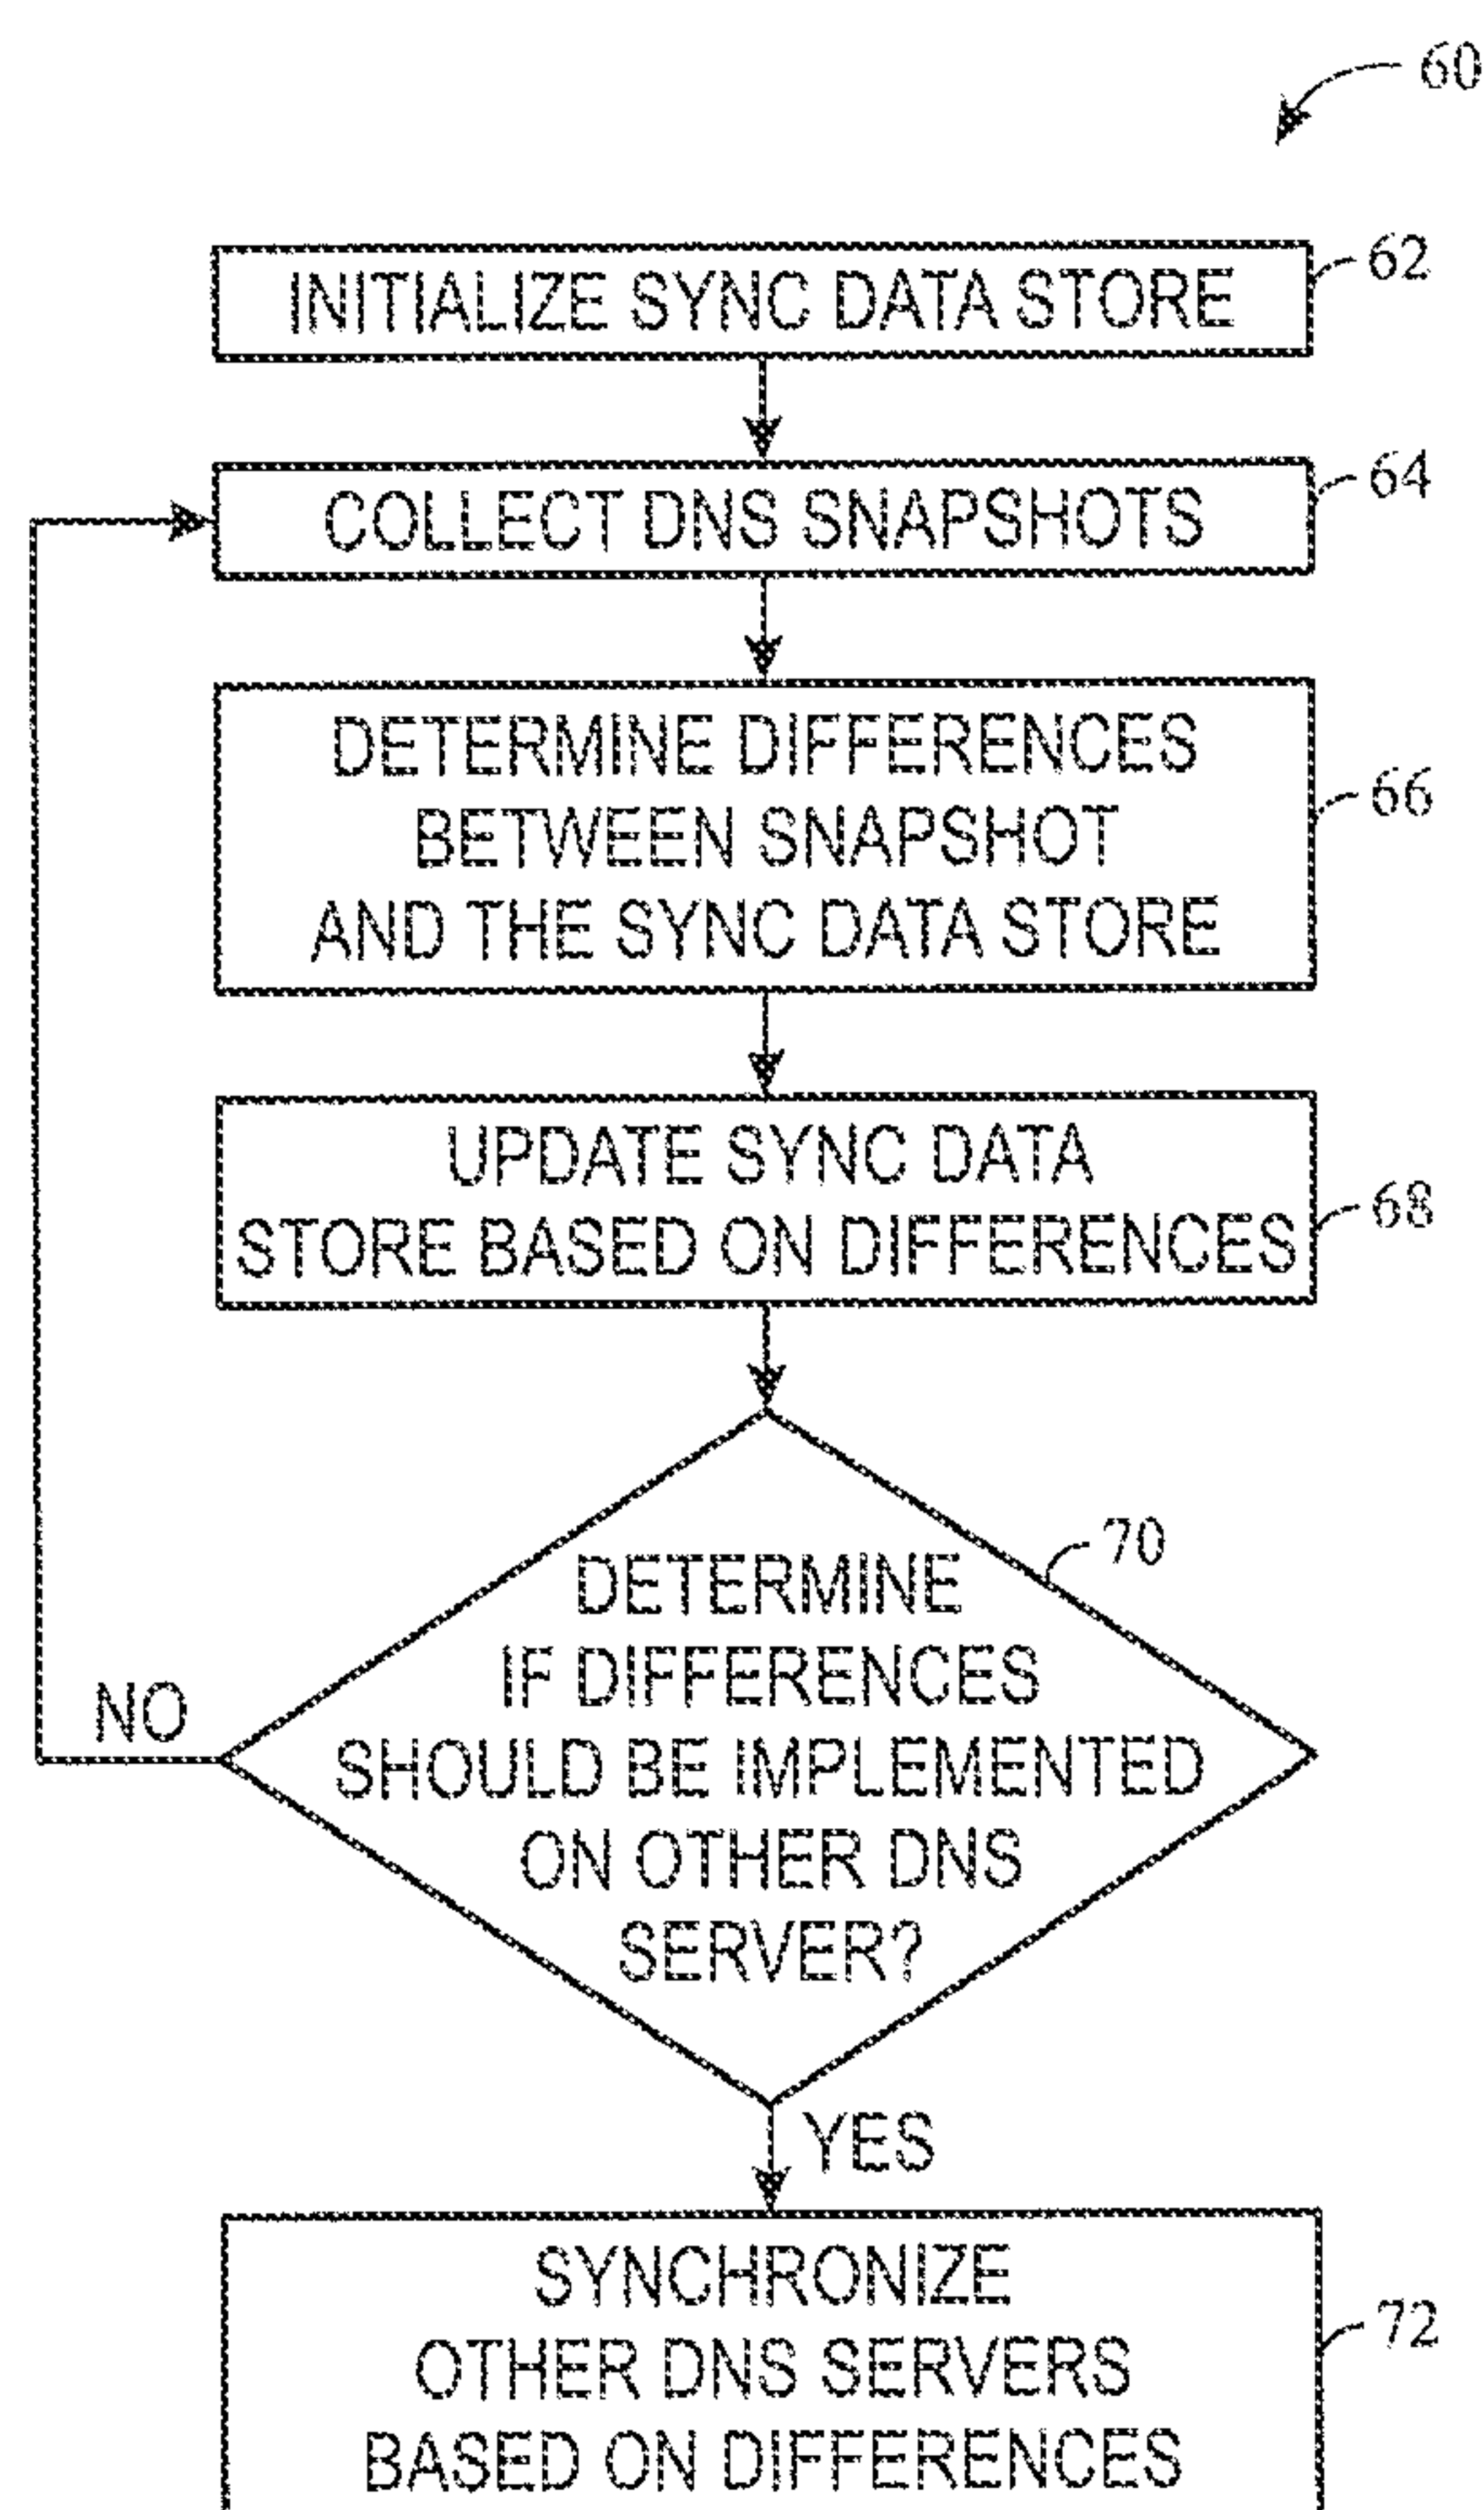 60
INITIALIZE SYNC DATA STORE
62
COLLECT DNS SNAPSHOTS
64
DETERMINE DIFFERENCES
BETWEEN SNAPSHOT
AND THE SYNC DATA STORE
66
UPDATE SYNC DATA
STORE BASED ON DIFFERENCES
68
DETERMINE
IF DIFFERENCES
SHOULD BE IMPLEMENTED
ON OTHER DNS
SERVER?
70
NO
YES
SYNCHRONIZE
OTHER DNS SERVERS
BASED ON DIFFERENCES
72